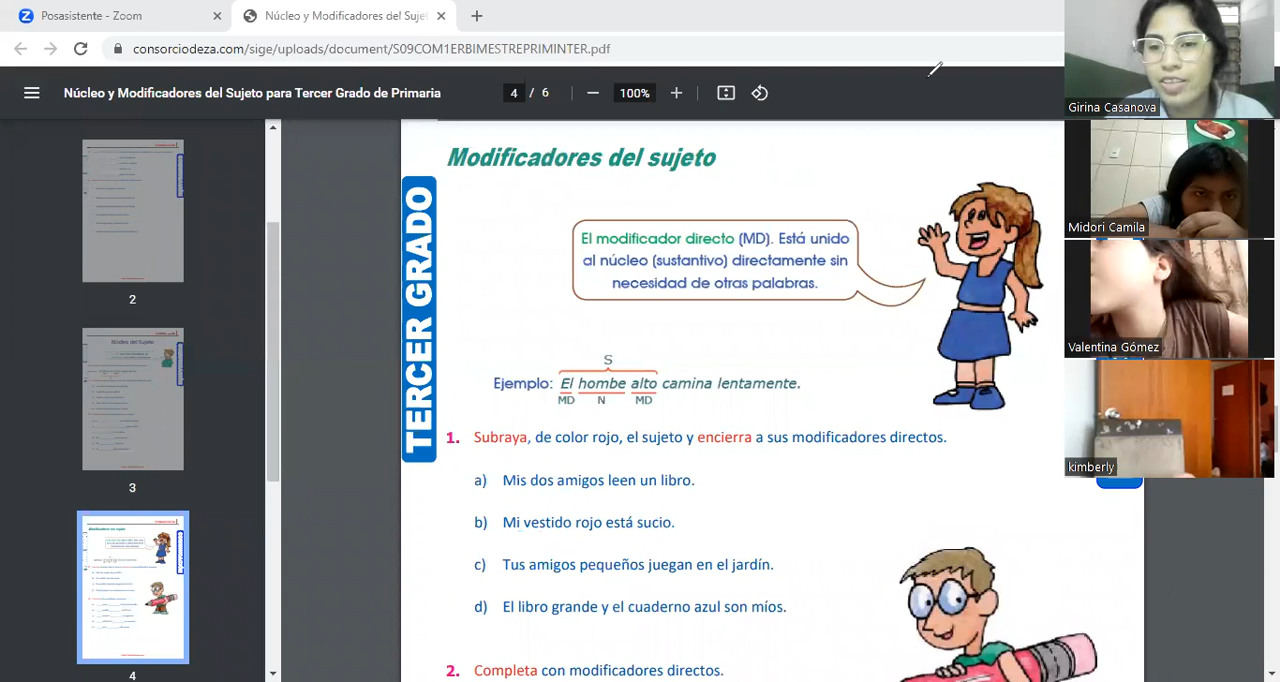 Posasistente - Zoom
Núcleo y Modificadores del Suje
consorciodeza.com/sige/uploads/document/S09COM1ERBIMESTREPRIMINTER.pdf
Núcleo y Modificadores del Sujeto para Tercer Grado de Primaria
4 / 6
100%
Girina Casanova
Midori Camila
Valentina Gómez
kimberly
2
3
4
TERCER GRADO
Modificadores del sujeto
El modificador directo (MD). Está unido
al núcleo (sustantivo) directamente sin
necesidad de otras palabras.
S
Ejemplo: El hombe alto camina lentamente.
MD N MD
1. Subraya, de color rojo, el sujeto y encierra a sus modificadores directos.
a) Mis dos amigos leen un libro.
b) Mi vestido rojo está sucio.
c) Tus amigos pequeños juegan en el jardín.
d) El libro grande y el cuaderno azul son míos.
2. Completa con modificadores directos.